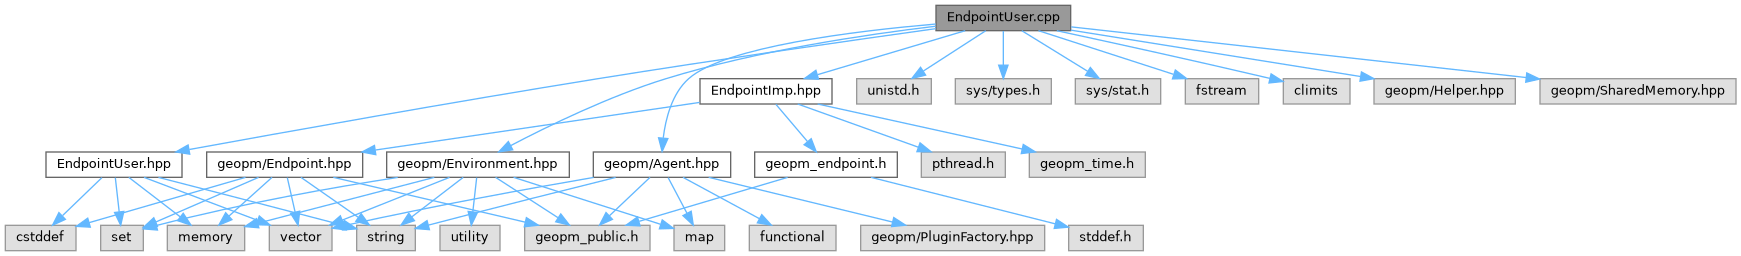 EndpointUser.cpp
EndpointImp.hpp
unistd.h
sys/types.h
sys/stat.h
fstream
climits
geopm/Helper.hpp
geopm/SharedMemory.hpp
EndpointUser.hpp
geopm/Endpoint.hpp
geopm/Environment.hpp
geopm/Agent.hpp
geopm_endpoint.h
pthread.h
geopm_time.h
cstddef
set
memory
vector
string
utility
geopm_public.h
map
functional
geopm/PluginFactory.hpp
stddef.h